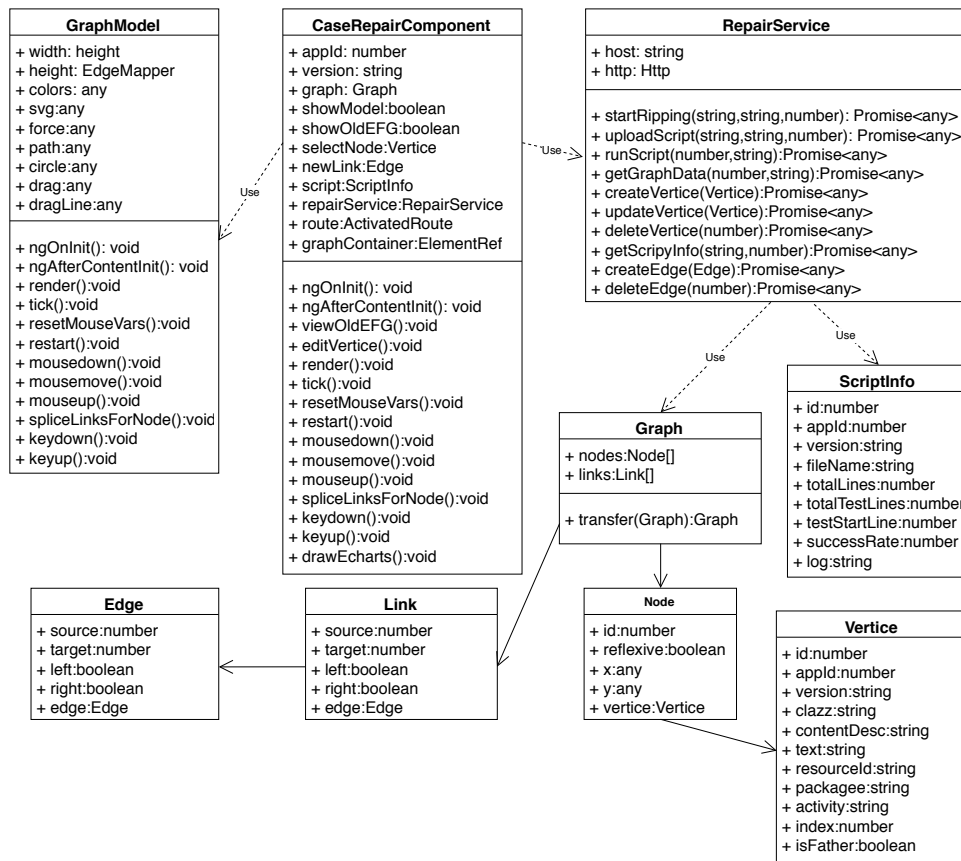 GraphModel
+ width: height
+ height: EdgeMapper
+ colors: any
+ svg:any
+ force:any
+ path:any
+ circle:any
+ drag:any
+ dragLine:any
+ ngOnInit(): void
+ ngAfterContentInit(): void
+ render():void
+ tick():void
+ resetMouseVars():void
+ restart():void
+ mousedown():void
+ mousemove():void
+ mouseup():void
+ spliceLinksForNode():void
+ keydown():void
+ keyup():void
Use
CaseRepairComponent
+ appId: number
+ version: string
+ graph: Graph
+ showModel:boolean
+ showOldEFG:boolean
+ selectNode:Vertice
+ newLink:Edge
+ script:ScriptInfo
+ repairService:RepairService
+ route:ActivatedRoute
+ graphContainer:ElementRef
+ ngOnInit(): void
+ ngAfterContentInit():void
+ viewOldEFG():void
+ editVertice():void
+ render():void
+ tick():void
+ resetMouseVars():void
+ restart():void
+ mousedown():void
+ mousemove():void
+ mouseup():void
+ spliceLinksForNode():void
+ keydown():void
+ keyup():void
+ drawEcharts():void
Use
RepairService
+ host: string
+ http: Http
+ startRipping(string,string,number): Promise<any>
+ uploadScript(string,string,number): Promise<any>
+ runScript(number,string):Promise<any>
+ getGraphData(number,string):Promise<any>
+ createVertice(Vertice):Promise<any>
+ updateVertice(Vertice):Promise<any>
+ deleteVertice(number):Promise<any>
+ getScripyInfo(string,number):Promise<any>
+ createEdge(Edge):Promise<any>
+ deleteEdge(number):Promise<any>
Use
Use
Graph
+ nodes:Node[]
+ links:Link[]
+ transfer(Graph):Graph
ScriptInfo
+ id:number
+ appId:number
+ version:string
+ fileName:string
+ totalLines:number
+ totalTestLines:number
+ testStartLine:number
+ successRate:number
+ log:string
Edge
+ source:number
+ target:number
+ left:boolean
+ right:boolean
+ edge:Edge
Link
+ source:number
+ target:number
+ left:boolean
+ right:boolean
+ edge:Edge
Node
+ id:number
+ reflexive:boolean
+ x:any
+ y:any
+ vertice:Vertice
Vertice
+ id:number
+ appId:number
+ version:string
+ clazz:string
+ contentDesc:string
+ text:string
+ resourceId:string
+ packagee:string
+ activity:string
+ index:number
+ isFather:boolean